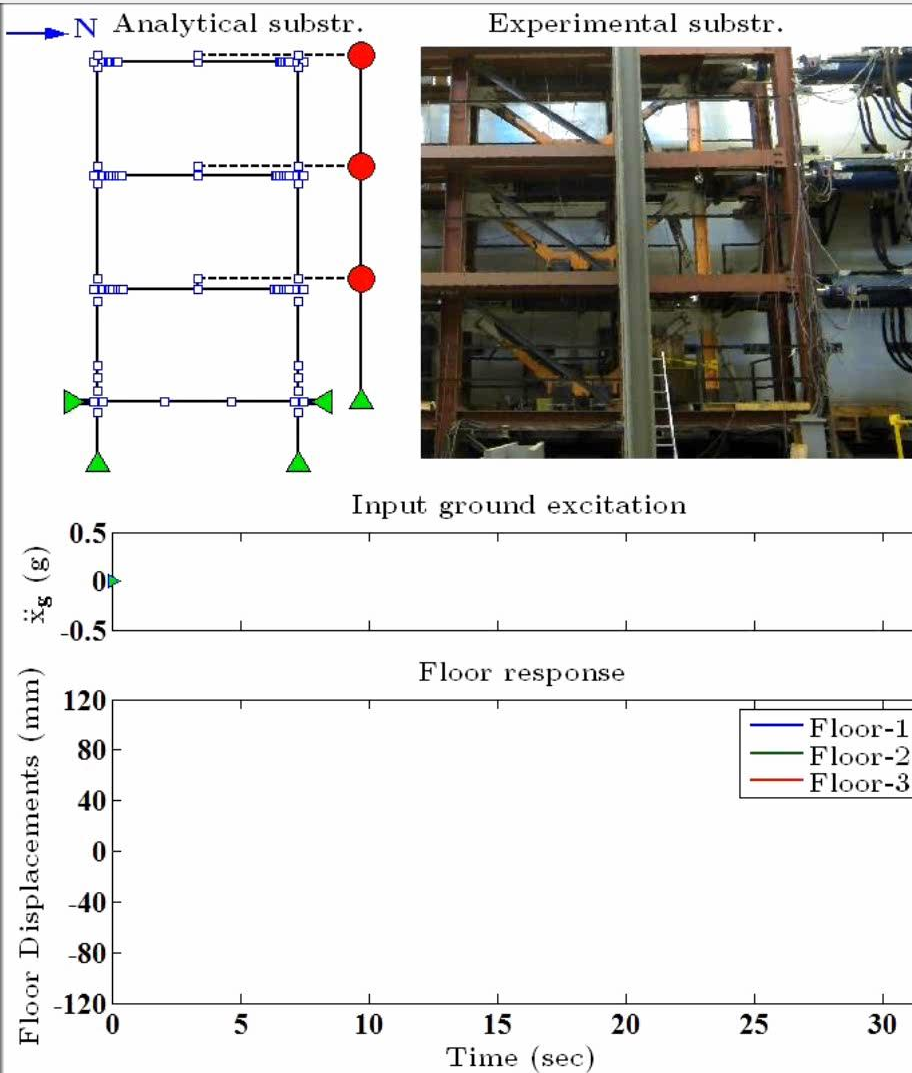 N Analytical substr.
Experimental substr.
Input ground excitation
ẍg (g)
0.5
0
-0.5
Floor response
Floor Displacements (mm)
120
80
40
0
-40
-80
-120
Floor-1
Floor-2
Floor-3
0 5 10 15 20 25 30
Time (sec)